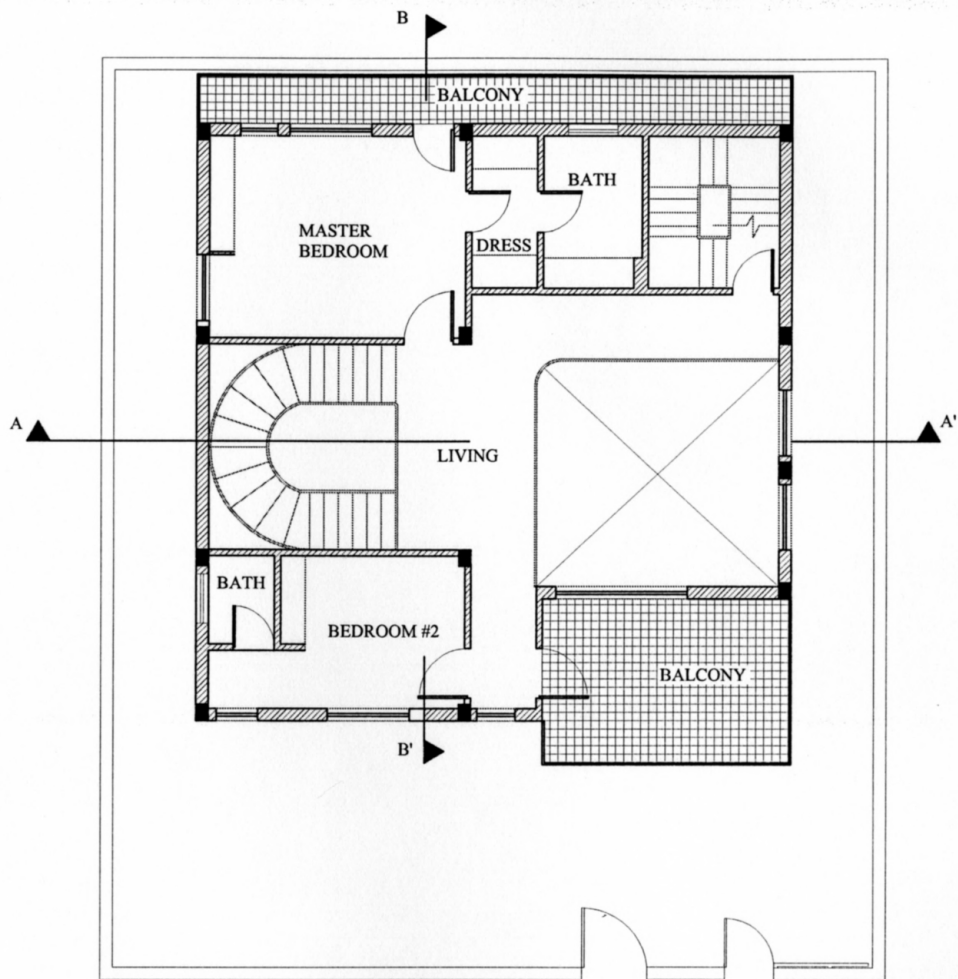 B
BALCONY
BATH
MASTER
BEDROOM
DRESS
A
A'
LIVING
BATH
BEDROOM #2
BALCONY
B'